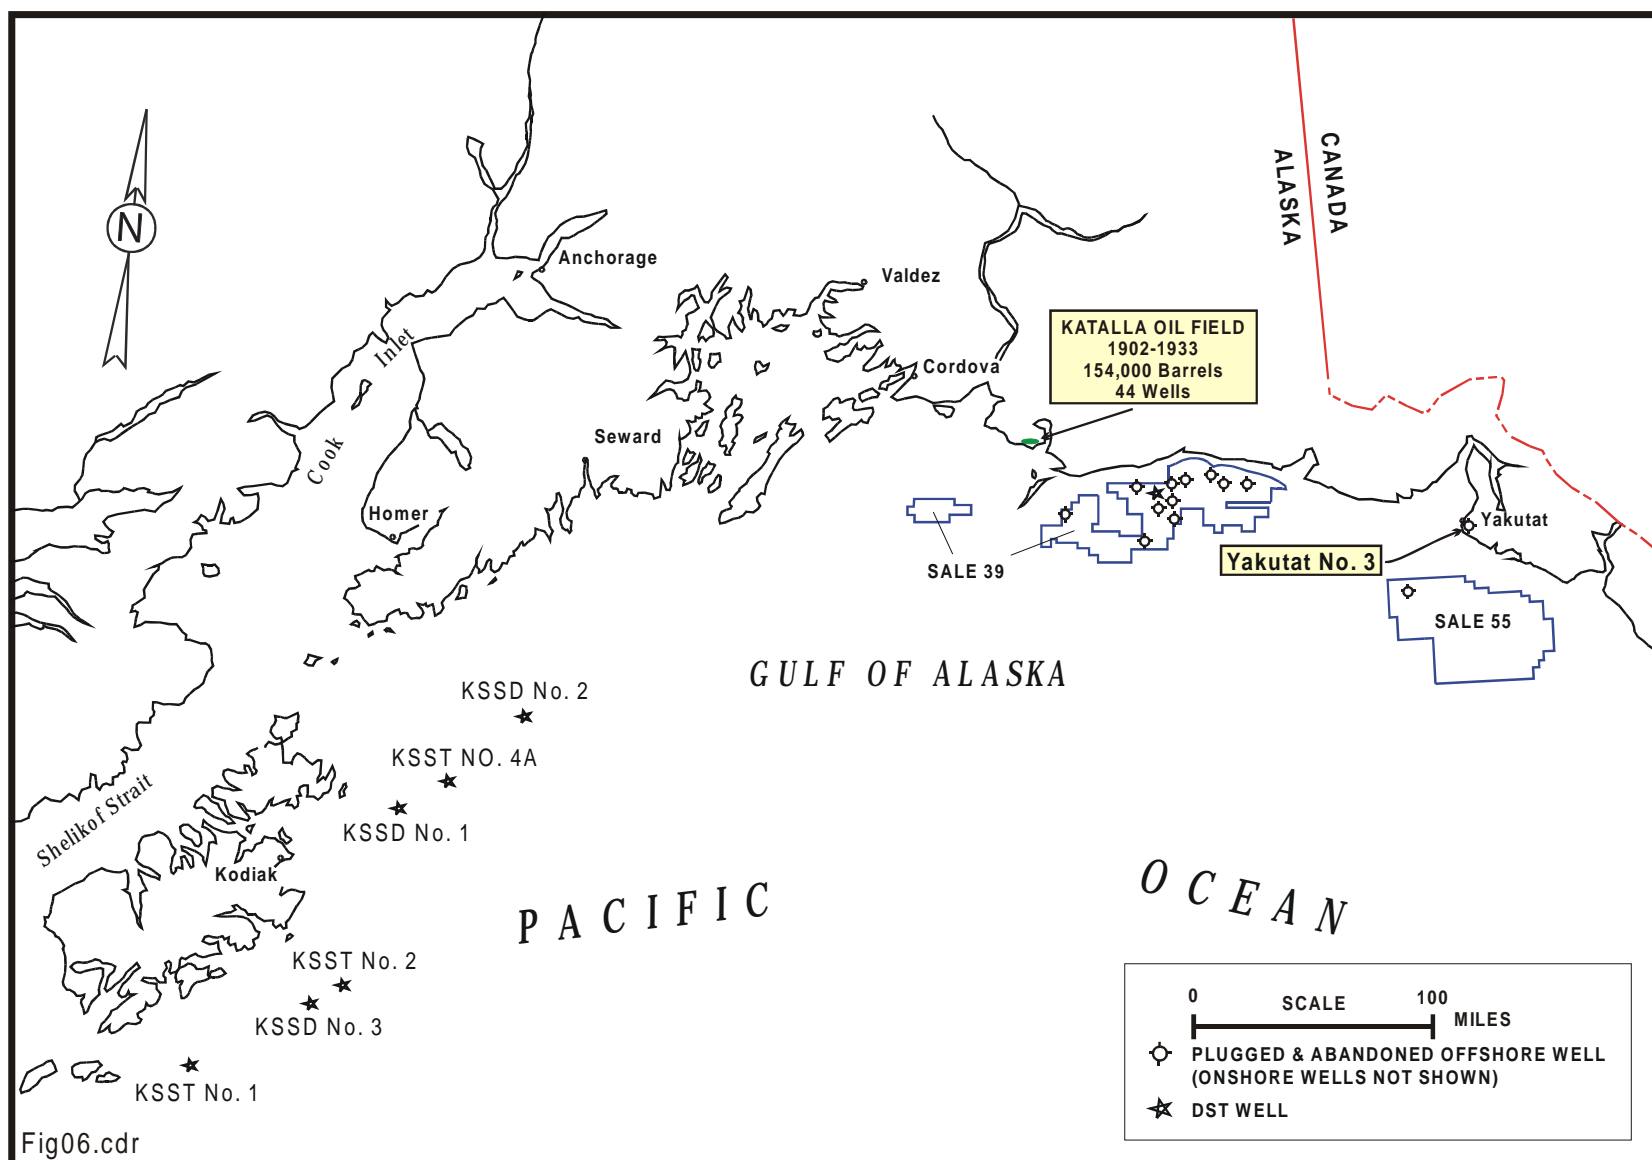 CANADA
ALASKA
N
Anchorage
Valdez
Inlet
Cook
KATALLA OIL FIELD
1902-1933
154,000 Barrels
44 Wells
Cordova
Seward
Homer
Yakutat
Yakutat No. 3
SALE 39
SALE 55
GULF OF ALASKA
KSSD No. 2
KSST NO. 4A
KSSD No. 1
Shelikof Strait
Kodiak
PACIFIC
OCEAN
KSST No. 2
KSSD No. 3
KSST No. 1
0 SCALE 100
MILES
PLUGGED & ABANDONED OFFSHORE WELL
(ONSHORE WELLS NOT SHOWN)
DST WELL
Fig06.cdr